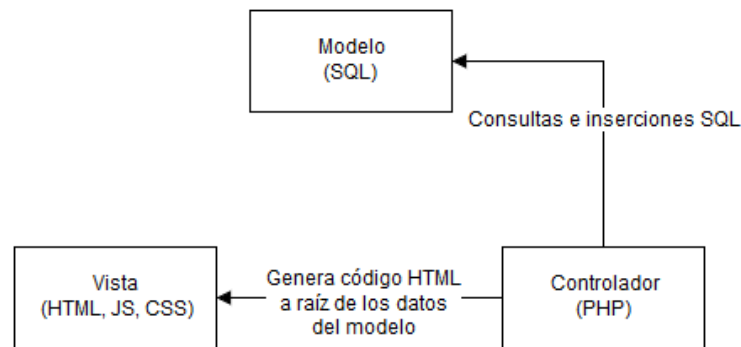 Modelo
(SQL)
Consultas e inserciones SQL
Vista
(HTML, JS, CSS)
Genera código HTML
a raíz de los datos
del modelo
Controlador
(PHP)